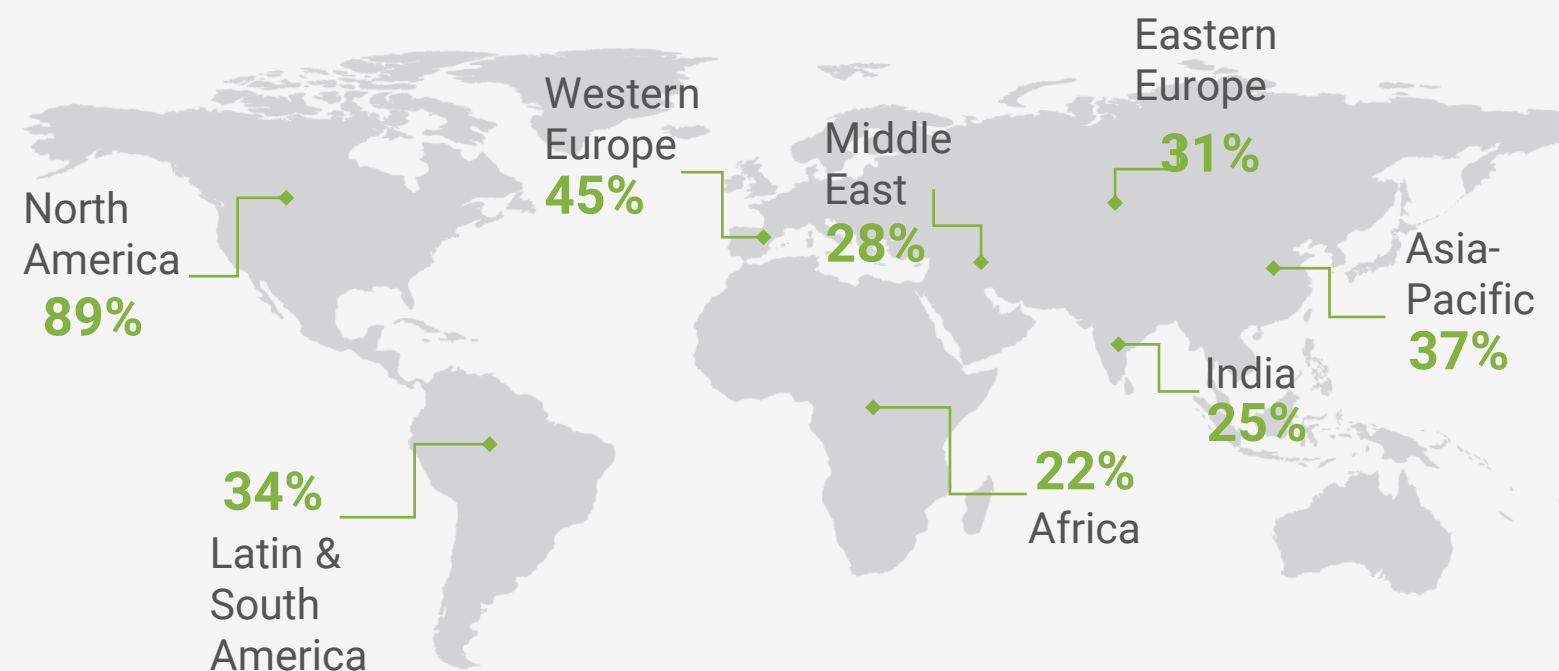 Eastern
Europe
31%
Western
Europe
45%
Middle
East
28%
North
America
89%
Asia-
Pacific
37%
India
25%
34%
Latin &
South
America
22%
Africa